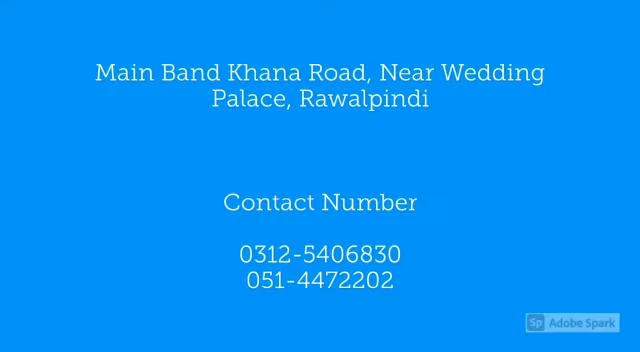 Main Band Khana Road, Near Wedding
Palace, Rawalpindi
Contact Number
0312-5406830
051-4472202
Sp Adobe Spark